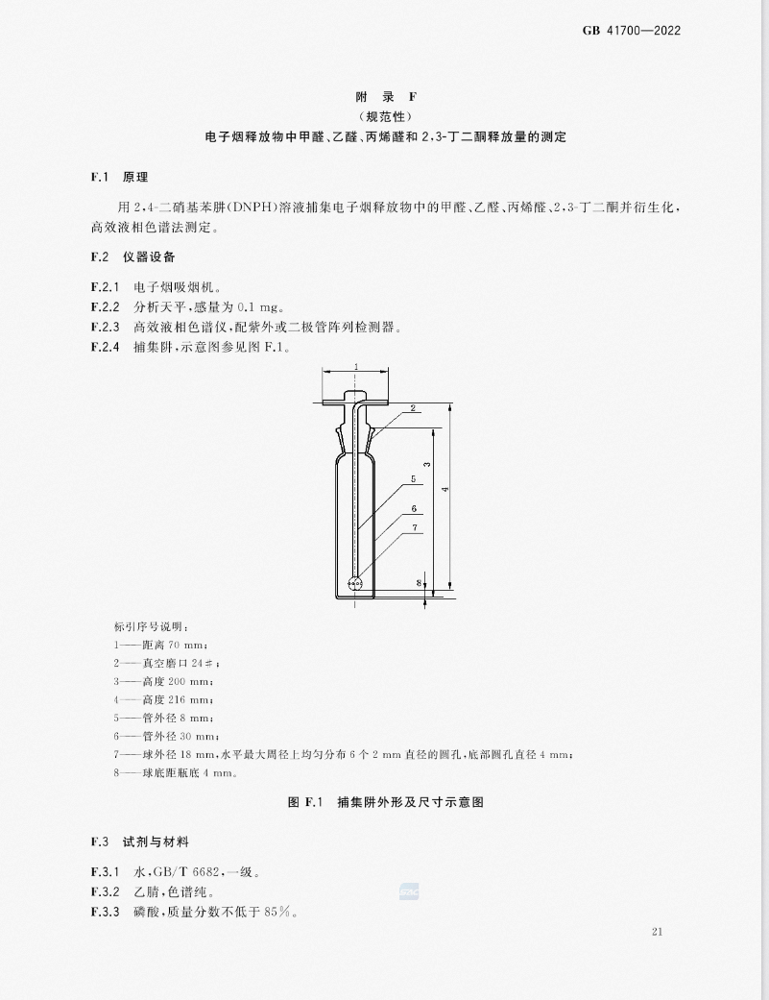 GB 41700—2022
附 录 F
（规范性）
电子烟释放物中甲醛、乙醛、丙烯醛和 2,3-丁二酮释放量的测定
F.1 原理
用 2,4-二硝基苯肼(DNPH)溶液捕集电子烟释放物中的甲醛、乙醛、丙烯醛、2,3-丁二酮并衍生化，
高效液相色谱法测定。
F.2 仪器设备
F.2.1 电子烟吸烟机。
F.2.2 分析天平，感量为 0.1 mg。
F.2.3 高效液相色谱仪，配紫外或二极管阵列检测器。
F.2.4 捕集阱，示意图参见图 F.1。
1
2
3
4
5
6
7
8
标引序号说明：
1——距离 70 mm；
2——真空磨口 24#；
3——高度 200 mm；
4——高度 216 mm；
5——管外径 8 mm；
6——管外径 30 mm；
7——球外径 18 mm，水平最大周径上均匀分布 6 个 2 mm 直径的圆孔，底部圆孔直径 4 mm；
8——球底距瓶底 4 mm。
图 F.1 捕集阱外形及尺寸示意图
F.3 试剂与材料
F.3.1 水，GB/T 6682，一级。
F.3.2 乙腈，色谱纯。
F.3.3 磷酸，质量分数不低于 85%。
21